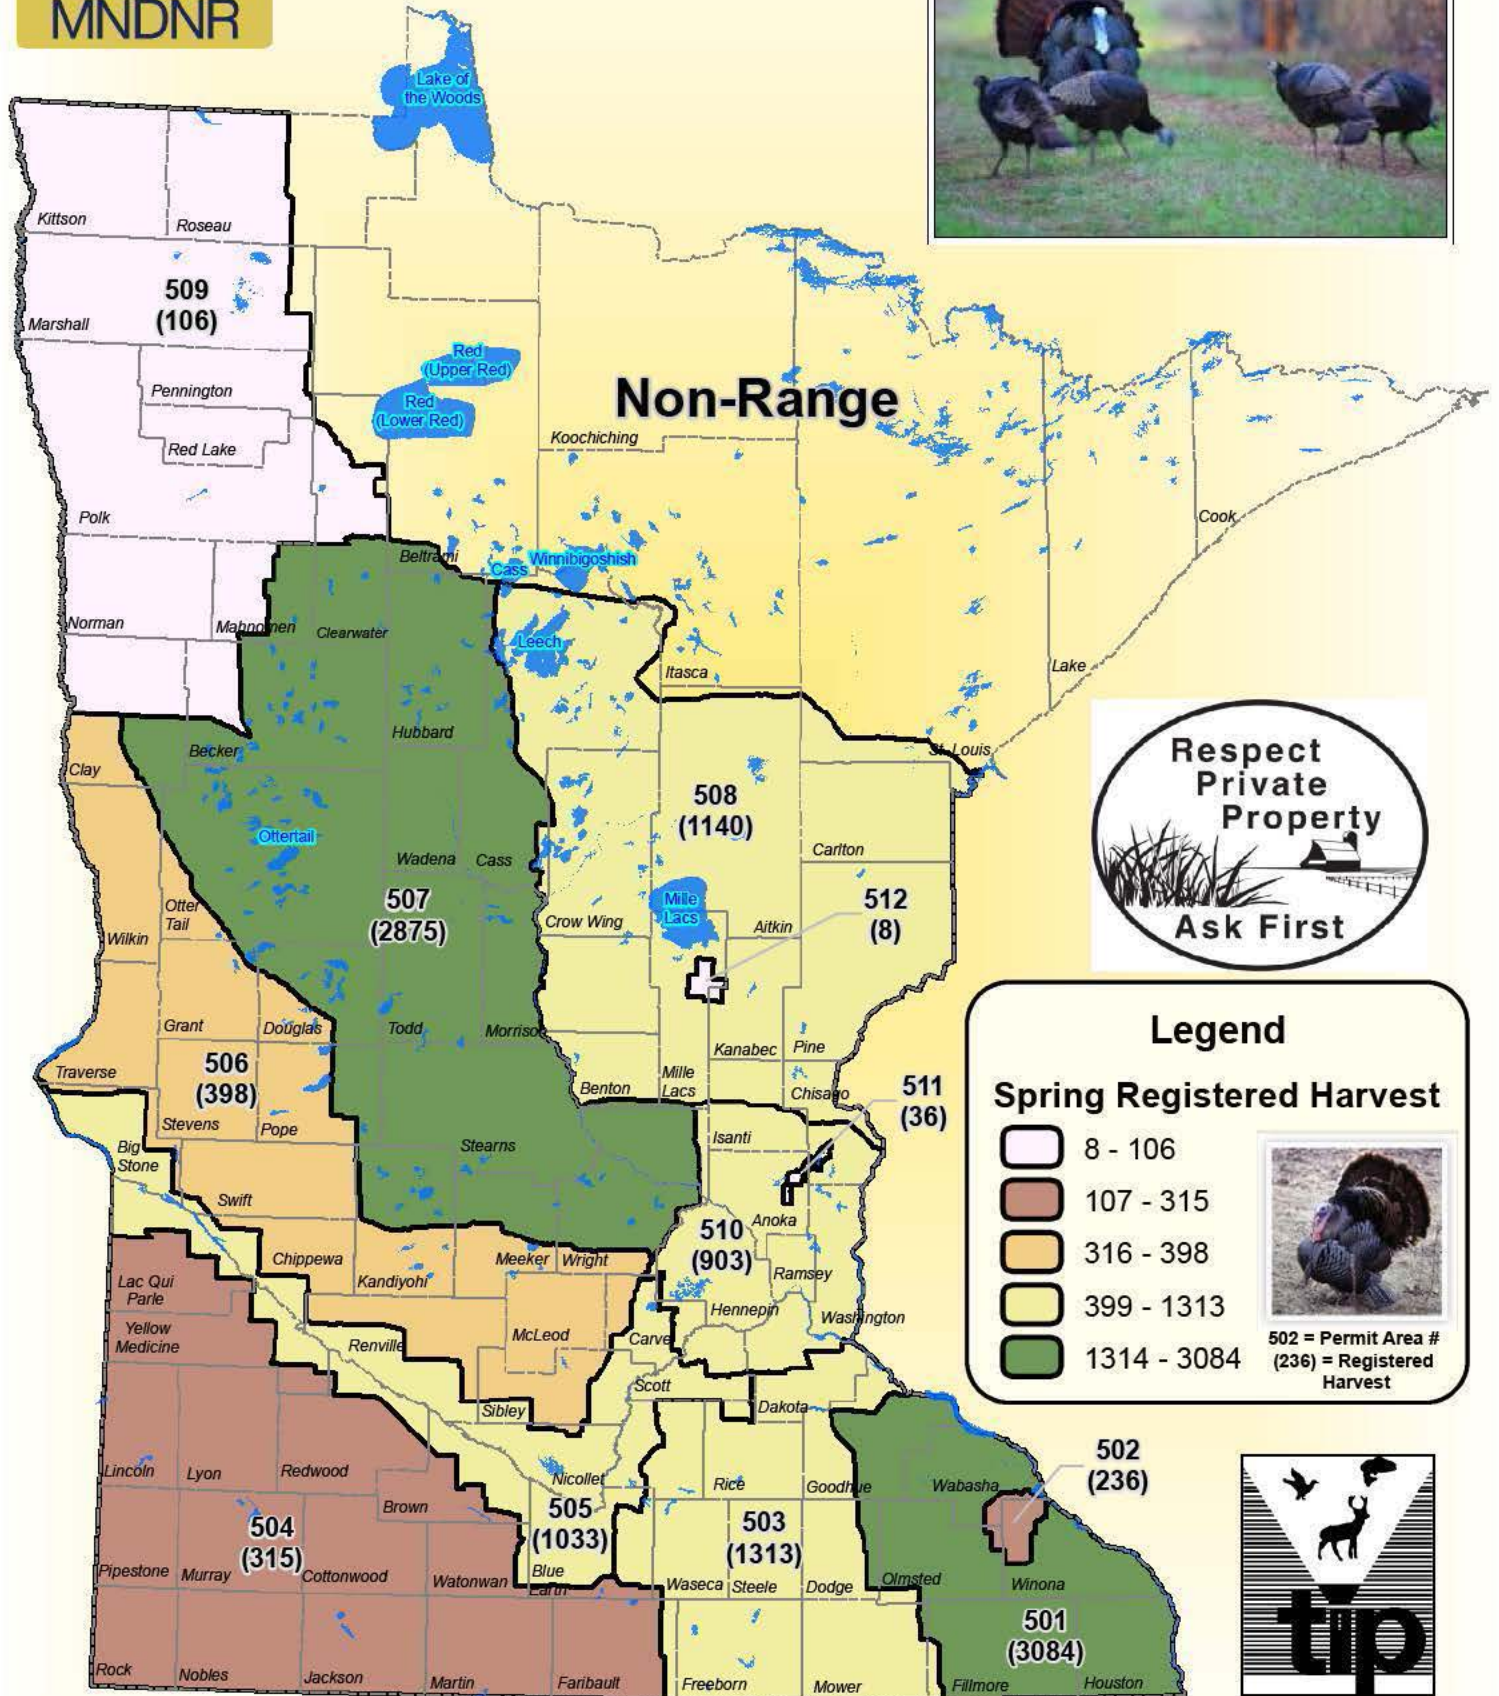 MNDNR
Lake of
the Woods
Kittson
Roseau
509
(106)
Marshall
Pennington
Red Lake
Polk
Red
(Upper Red)
Red
(Lower Red)
Non-Range
Koochiching
Cook
Lake
Beltrami
Cass
Winnibigoshish
Norman
Mahnomen
Clearwater
Leech
Itasca
Hubbard
Becker
St. Louis
Clay
Ottertail
508
(1140)
Wadena
Cass
Carlton
507
(2875)
Otter
Tail
Wilkin
Crow Wing
Mille
Lacs
Aitkin
512
(8)
Grant
Douglas
Todd
Morrison
506
(398)
Traverse
Kanabec
Pine
Benton
Mille
Lacs
Chisago
511
(36)
Stevens
Pope
Stearns
Isanti
Big
Stone
Swift
510
(903)
Anoka
Chippewa
Kandiyohi
Meeker
Wright
Ramsey
Lac Qui
Parle
Hennepin
Washington
Yellow
Medicine
Renville
McLeod
Carve
Scott
Sibley
Dakota
Lincoln
Lyon
Redwood
Nicollet
Rice
Goodhue
Wabasha
502
(236)
Brown
505
(1033)
503
(1313)
504
(315)
Pipestone
Murray
Cottonwood
Watonwan
Blue
Earth
Waseca
Steele
Dodge
Olmsted
Winona
501
(3084)
Rock
Nobles
Jackson
Martin
Faribault
Freeborn
Mower
Fillmore
Houston
Respect
Private
Property
Ask First
Legend
Spring Registered Harvest
8 - 106
107 - 315
316 - 398
399 - 1313
1314 - 3084
502 = Permit Area #
(236) = Registered
Harvest
tip